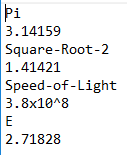 Pi
3.14159
Square-Root-2
1.41421
Speed-of-Light
3.8x10^8
E
2.71828